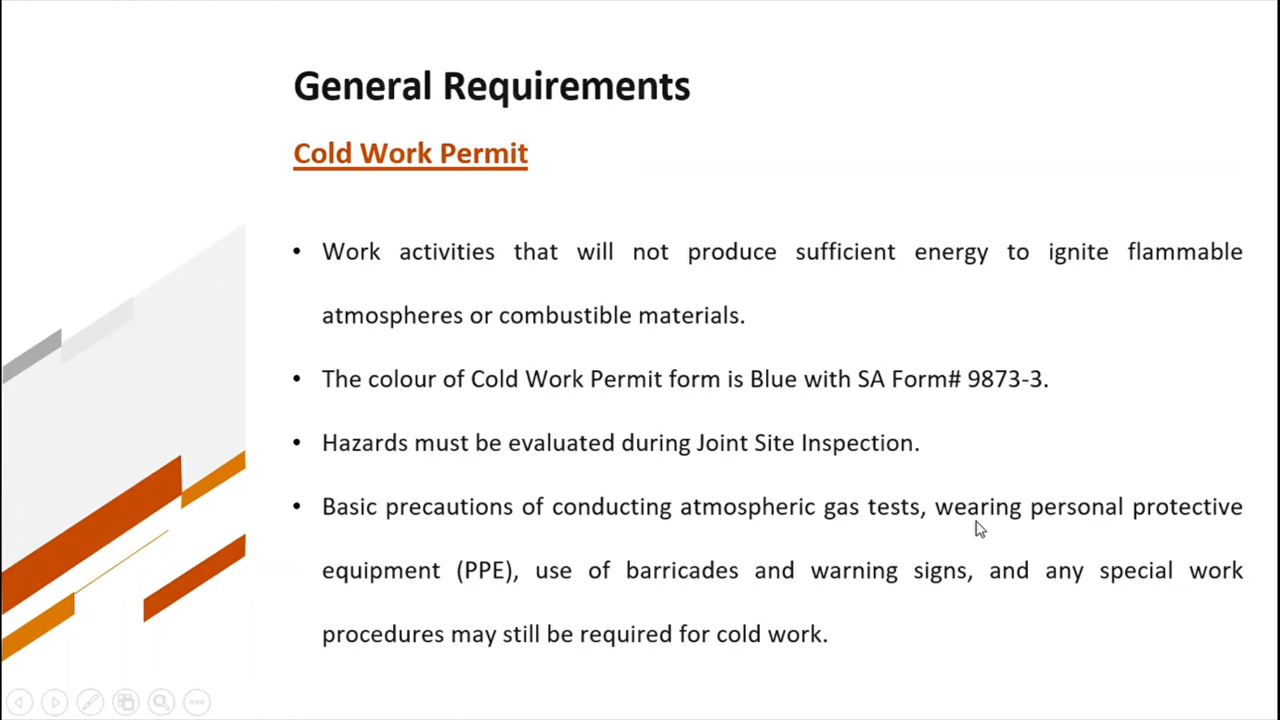 General Requirements
Cold Work Permit
• Work activities that will not produce sufficient energy to ignite flammable
atmospheres or combustible materials.
• The colour of Cold Work Permit form is Blue with SA Form# 9873-3.
• Hazards must be evaluated during Joint Site Inspection.
• Basic precautions of conducting atmospheric gas tests, wearing personal protective
equipment (PPE), use of barricades and warning signs, and any special work
procedures may still be required for cold work.